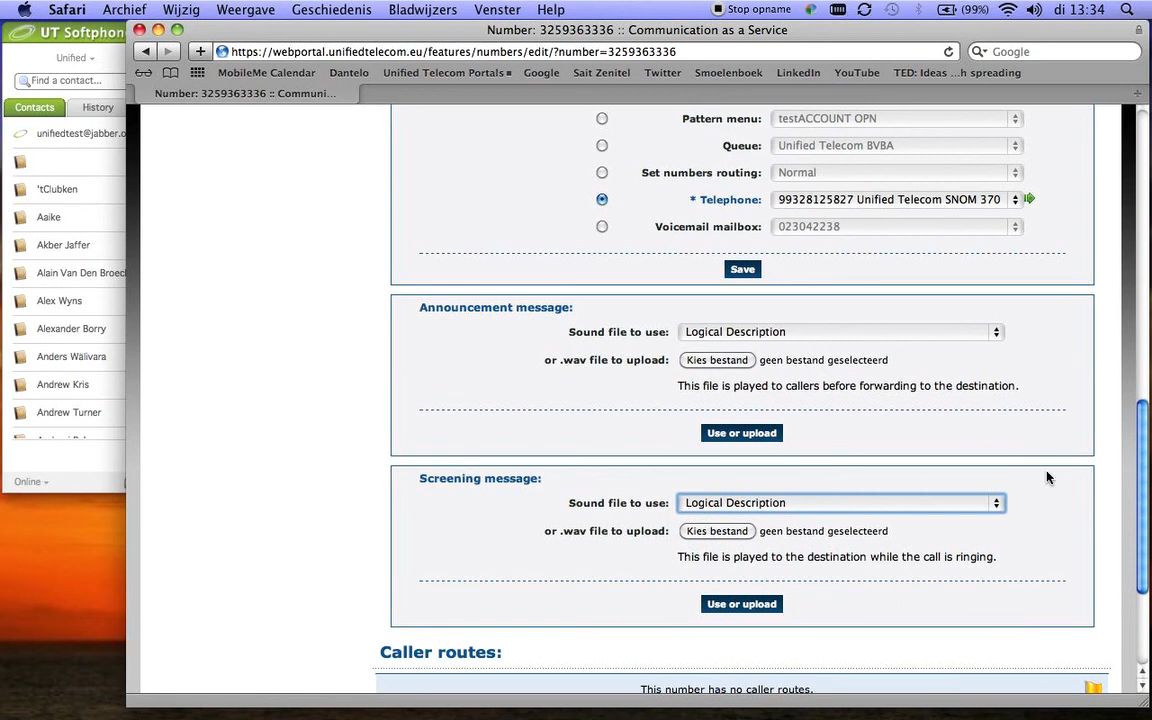 Safari Archief Wijzig Weergave Geschiedenis Bladwijzers Venster Help Stop opname (99%) di 13:34
UT Softphon
Unified
Find a contact...
Contacts History
unifiedtest@jabber.o
'tClubken
Aaike
Akber Jaffer
Alain Van Den Broeck
Alex Wyns
Alexander Borry
Anders Wälivara
Andrew Kris
Andrew Turner
Online
Number: 3259363336 :: Communication as a Service
https://webportal.unifiedtelecom.eu/features/numbers/edit/?number=3259363336
Google
MobileMe Calendar Dantelo Unified Telecom Portals Google Sait Zenitel Twitter Smoelenboek LinkedIn YouTube TED: Ideas ...h spreading
Number: 3259363336 :: Communi...
Pattern menu: testACCOUNT OPN
Queue: Unified Telecom BVBA
Set numbers routing: Normal
* Telephone: 99328125827 Unified Telecom SNOM 370
Voicemail mailbox: 023042238
Save
Announcement message:
Sound file to use: Logical Description
or .wav file to upload: Kies bestand geen bestand geselecteerd
This file is played to callers before forwarding to the destination.
Use or upload
Screening message:
Sound file to use: Logical Description
or .wav file to upload: Kies bestand geen bestand geselecteerd
This file is played to the destination while the call is ringing.
Use or upload
Caller routes:
This number has no caller routes.